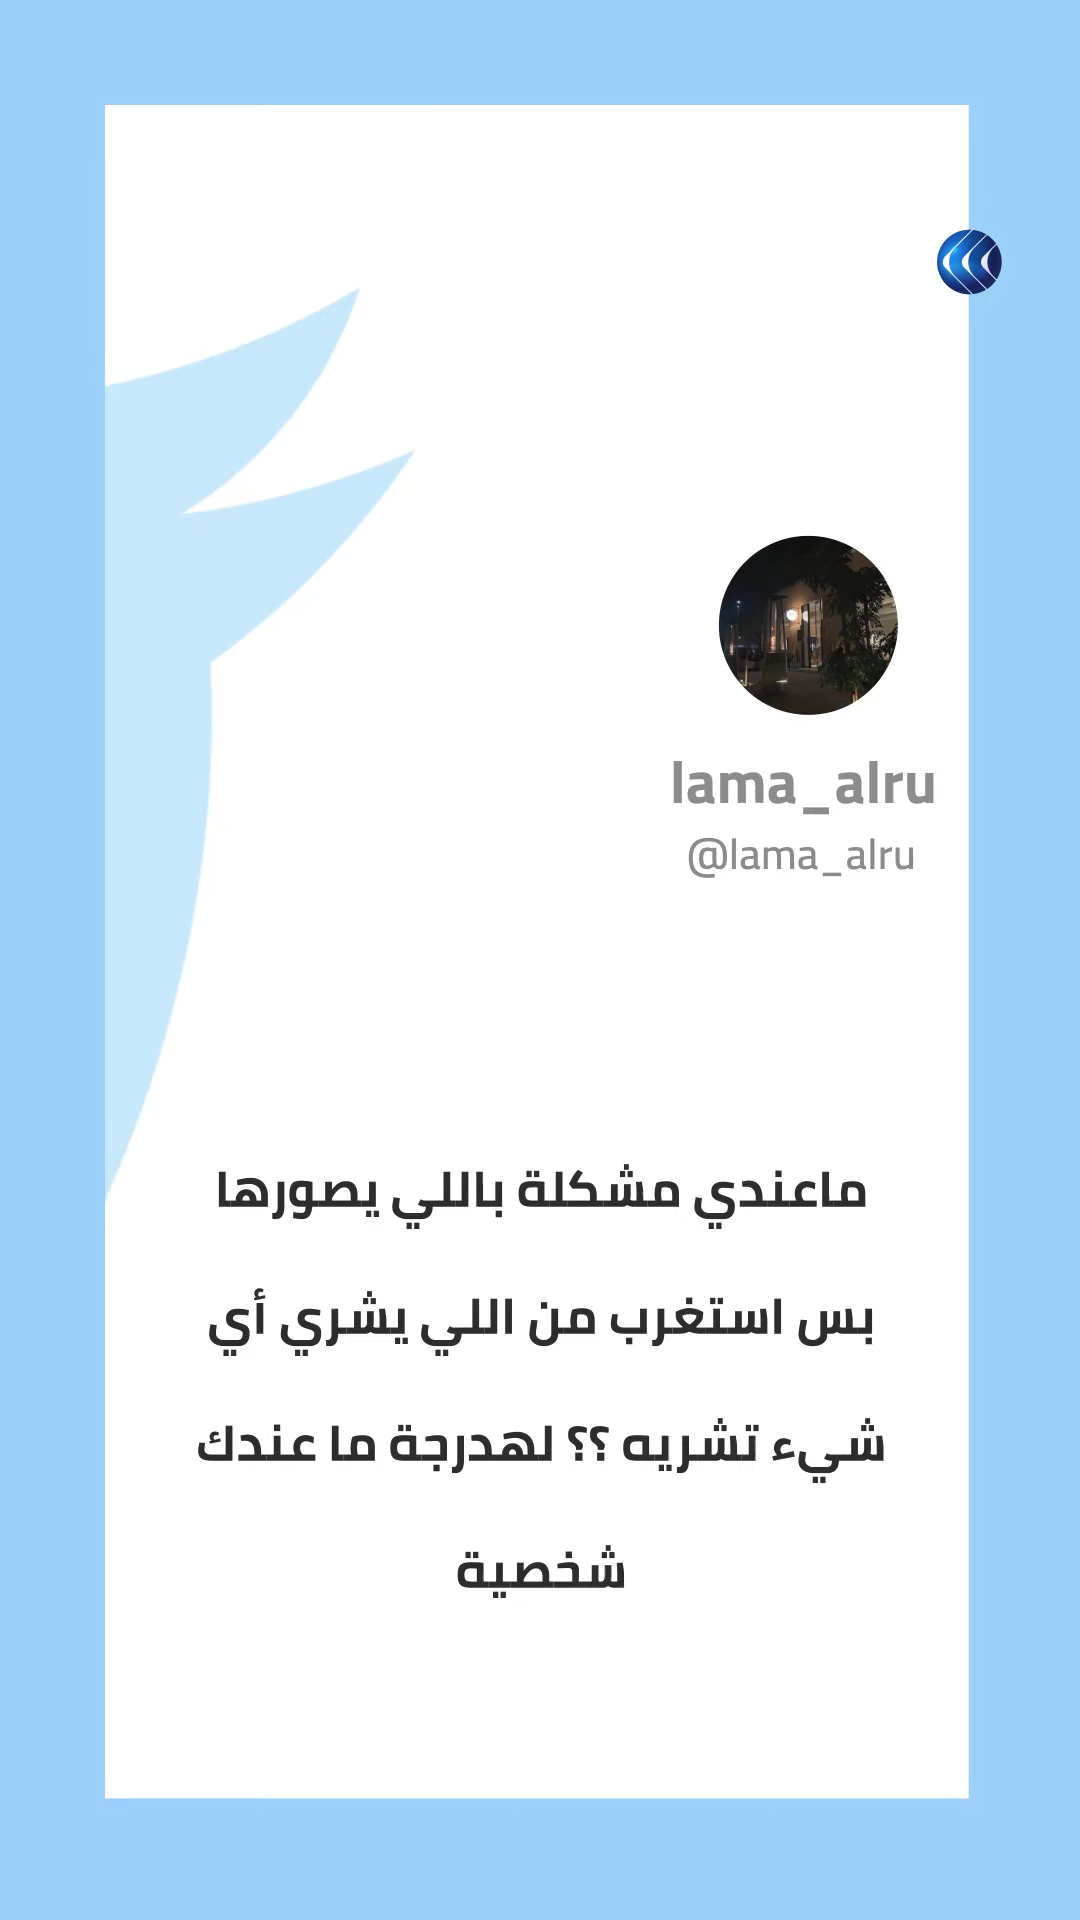 lama_alru
@lama_alru
ماعندي مشكلة باللي يصورها
بس استغرب من اللي يشري أي
شيء تشريه ؟؟ لهدرجة ما عندك
شخصية